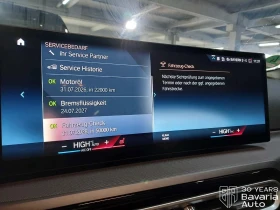 SERVICEBEDARF
Ihr Service Partner
Service Historie
OK Motoröl
31.07.2026, in 22000 km
OK Bremsflüssigkeit
24.07.2027
OK Fahrzeug-Check
Fahrzeug-Check
Nächste Sichtprüfung zum angegebenen
Termin oder nach der ggf. angegebenen
Fahrstrecke.
HIGH
HIGH
30 YEARS
Bavaria
Auto